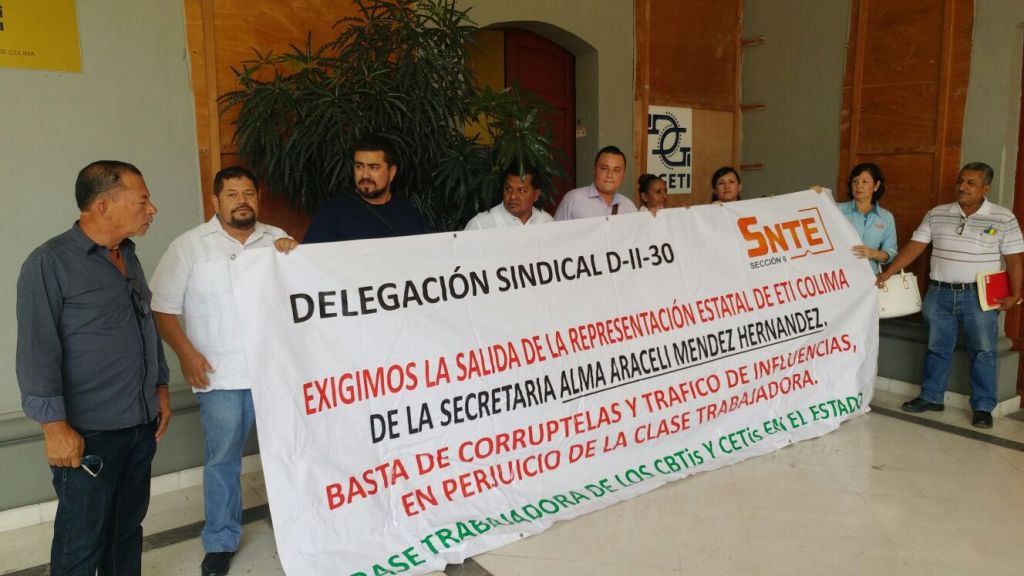 DE COLIMA
DGETI
SNTE
SECCIÓN 6
DELEGACIÓN SINDICAL D-II-30
EXIGIMOS LA SALIDA DE LA REPRESENTACIÓN ESTATAL DE ETI COLIMA
DE LA SECRETARIA ALMA ARACELI MENDEZ HERNANDEZ.
BASTA DE CORRUPTELAS Y TRAFICO DE INFLUENCIAS,
EN PERJUICIO DE LA CLASE TRABAJADORA.
BASE TRABAJADORA DE LOS CBTis Y CETis EN EL ESTADO